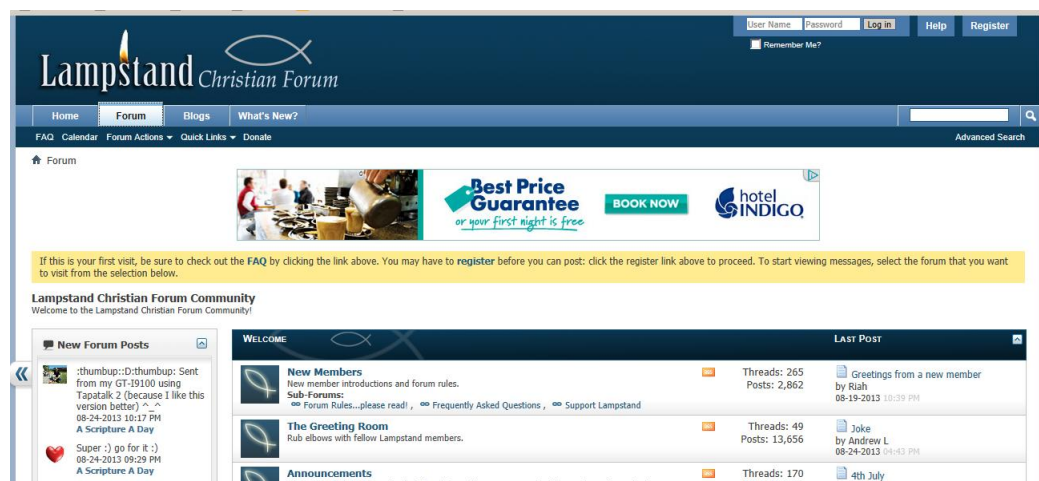 User Name Password Log in Help Register
Remember Me?
Lampstand Christian Forum
Home Forum Blogs What's New?
FAQ Calendar Forum Actions Quick Links Donate Advanced Search
Forum
Best Price
Guarantee
or your first night is free
BOOK NOW
hotel
INDIGO
If this is your first visit, be sure to check out the FAQ by clicking the link above. You may have to register before you can post: click the register link above to proceed. To start viewing messages, select the forum that you want
to visit from the selection below.
Lampstand Christian Forum Community
Welcome to the Lampstand Christian Forum Community!
New Forum Posts
:thumbup::D:thumbup: Sent
from my GT-I9100 using
Tapatalk 2 (because I like this
version better) ^_^
08-24-2013 10:17 PM
A Scripture A Day
Super :) go for it :)
08-24-2013 09:29 PM
A Scripture A Day
WELCOME LAST POST
New Members
New member introductions and forum rules.
Sub-Forums:
Forum Rules...please read! , Frequently Asked Questions , Support Lampstand
Threads: 265
Posts: 2,862
Greetings from a new member
by Riah
08-19-2013 10:39 PM
The Greeting Room
Rub elbows with fellow Lampstand members.
Threads: 49
Posts: 13,656
Joke
by Andrew L
08-24-2013 04:43 PM
Announcements
Threads: 170
4th July